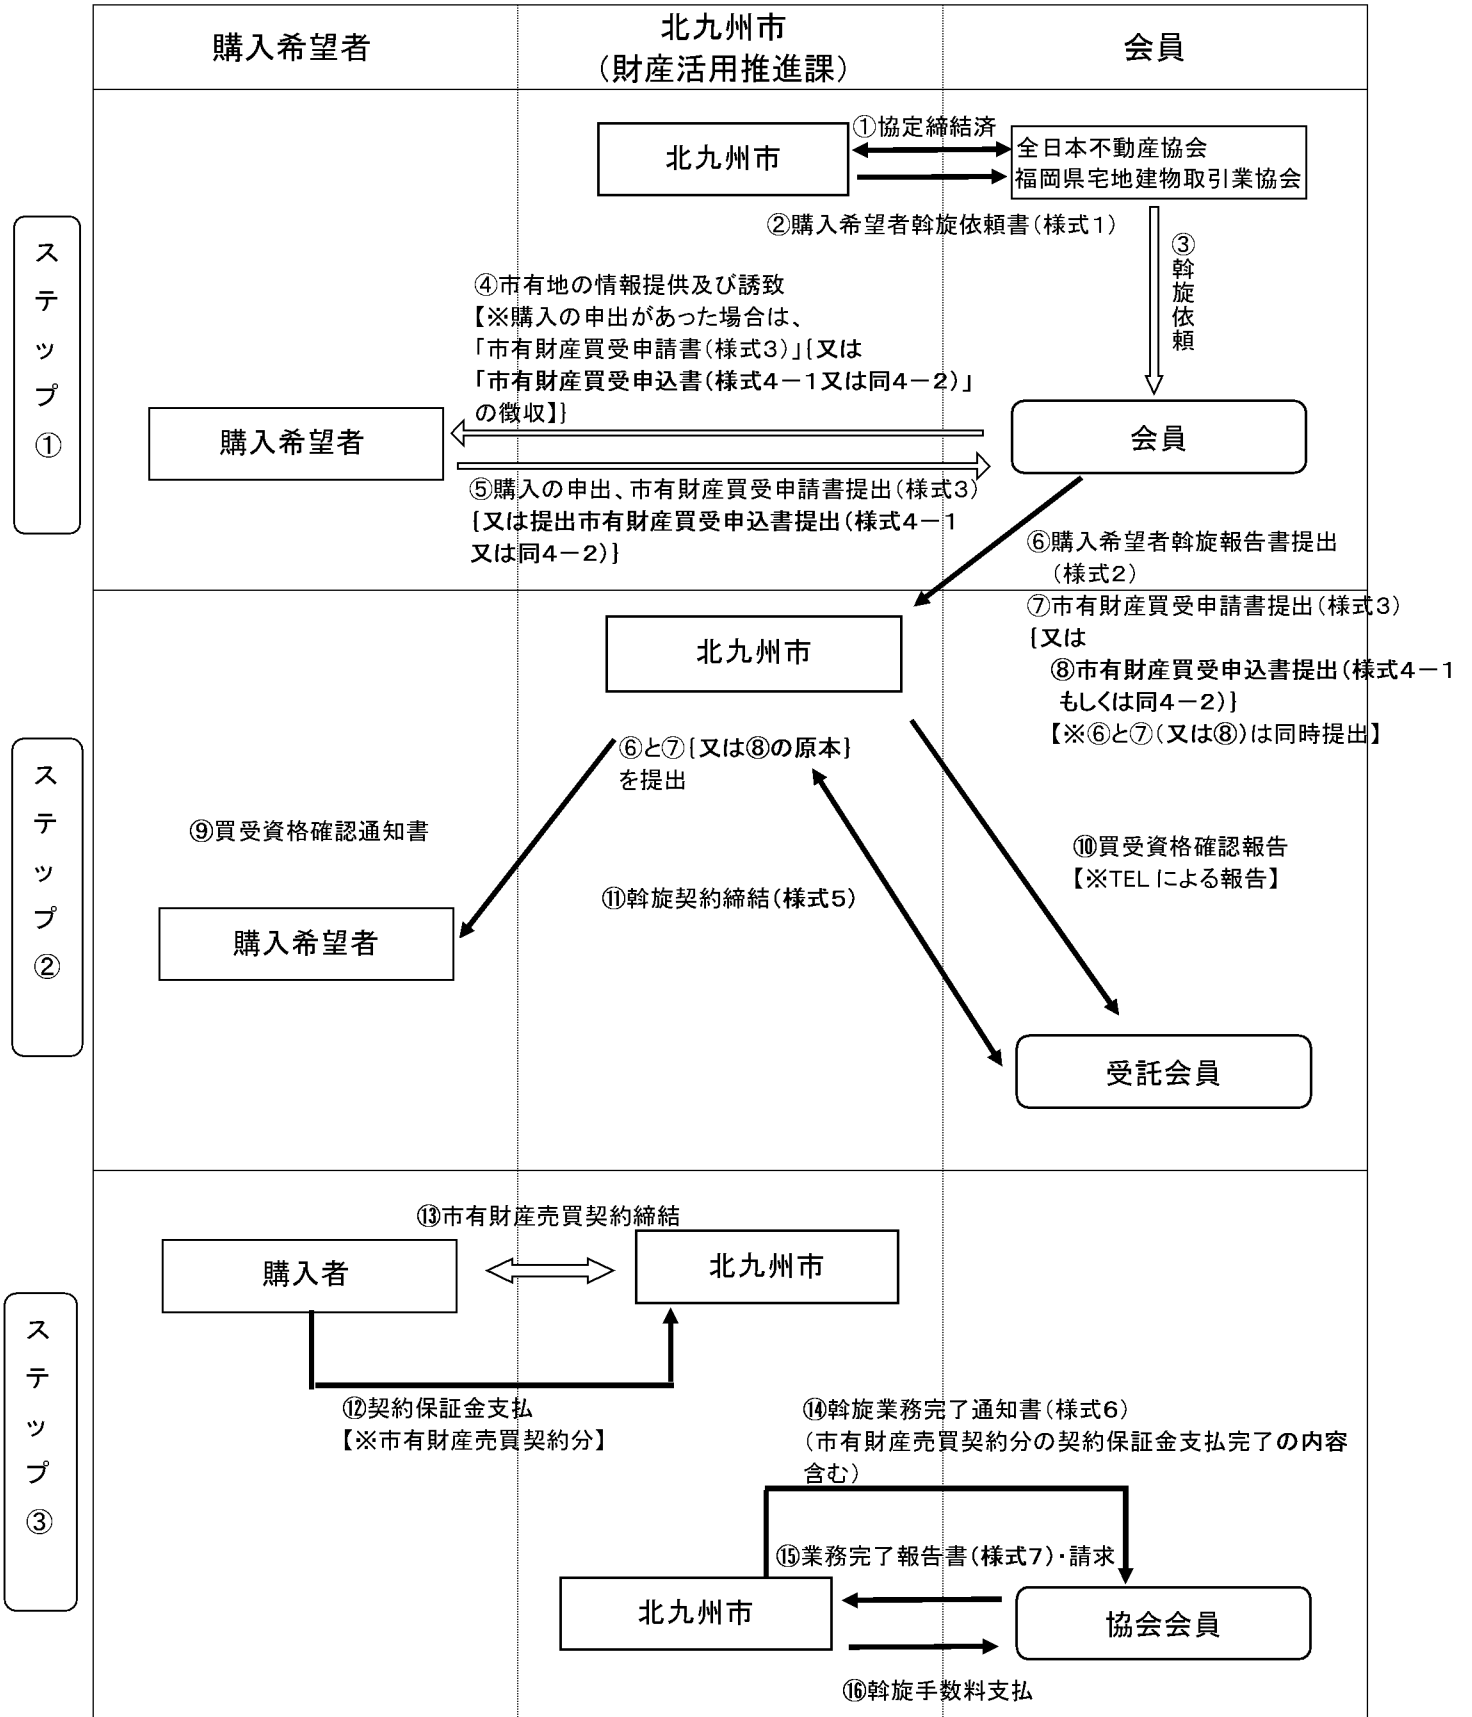 購入希望者
北九州市
（財産活用推進課）
会員
ステップ①
北九州市
①協定締結済
全日本不動産協会
福岡県宅地建物取引業協会
②購入希望者斡旋依頼書（様式１）
③斡旋依頼
④市有地の情報提供及び誘致
【※購入の申出があった場合は、
「市有財産買受申請書（様式３）」{又は
「市有財産買受申込書（様式４－１又は同４－２）」
の徴収】}
購入希望者
会員
⑤購入の申出、市有財産買受申請書提出（様式３）
{又は提出市有財産買受申込書提出（様式４－１
又は同４－２）}
⑥購入希望者斡旋報告書提出
（様式２）
⑦市有財産買受申請書提出（様式３）
{又は
⑧市有財産買受申込書提出（様式４－１
もしくは同４－２）}
【※⑥と⑦（又は⑧）は同時提出】
ステップ②
北九州市
⑥と⑦{又は⑧の原本}
を提出
⑨買受資格確認通知書
⑩買受資格確認報告
【※TELによる報告】
⑪斡旋契約締結（様式５）
購入希望者
受託会員
ステップ③
⑬市有財産売買契約締結
購入者
北九州市
⑫契約保証金支払
【※市有財産売買契約分】
⑭斡旋業務完了通知書（様式６）
（市有財産売買契約分の契約保証金支払完了の内容
含む）
⑮業務完了報告書（様式７）・請求
北九州市
協会会員
⑯斡旋手数料支払